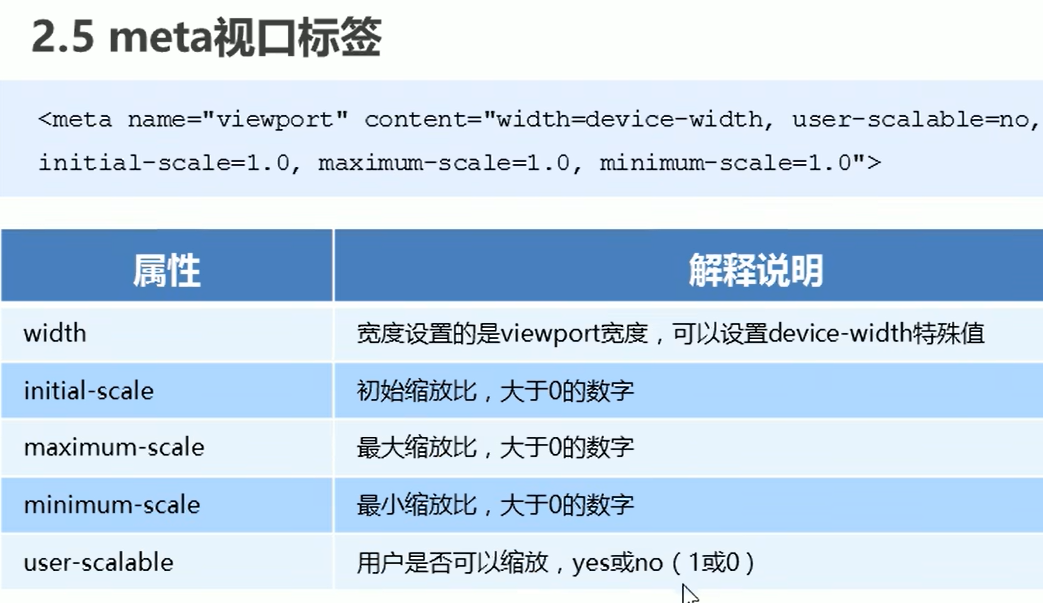 2.5 meta视口标签
<meta name="viewport" content="width=device-width, user-scalable=no,
initial-scale=1.0, maximum-scale=1.0, minimum-scale=1.0">
属性 解释说明
width 宽度设置的是viewport宽度，可以设置device-width特殊值
initial-scale 初始缩放比，大于0的数字
maximum-scale 最大缩放比，大于0的数字
minimum-scale 最小缩放比，大于0的数字
user-scalable 用户是否可以缩放，yes或no（1或0）